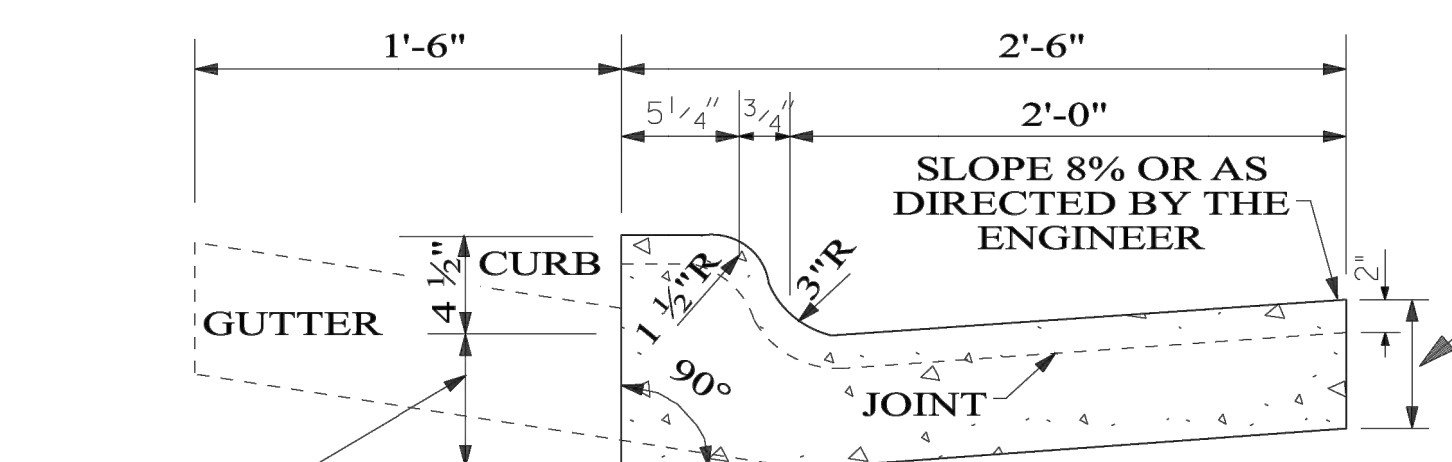 1'-6"
2'-6"
5 1/4"
3/4"
2'-0"
SLOPE 8% OR AS
DIRECTED BY THE
ENGINEER
4 1/2"
CURB
1 1/2"R
3"R
2"
GUTTER
90°
JOINT